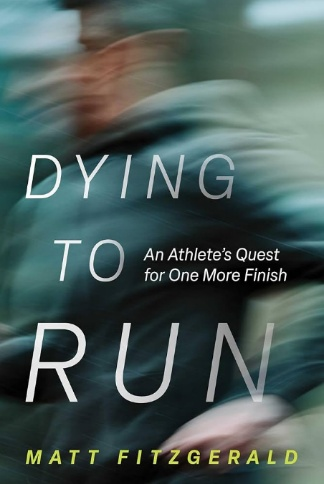 DYING
TO
An Athlete's Quest
for One More Finish
RUN
MATT FITZGERALD